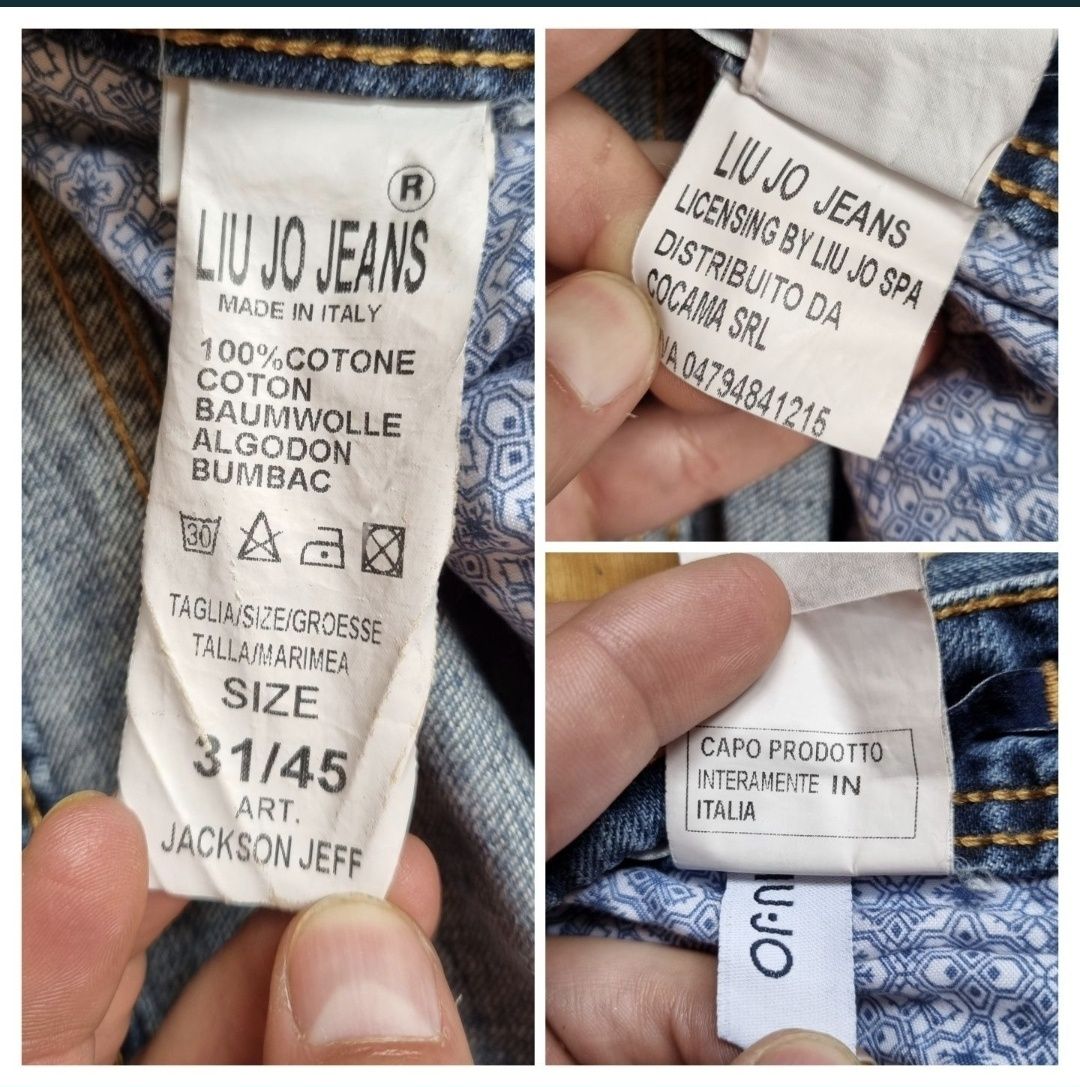 ®
LIU JO JEANS
MADE IN ITALY
100%COTONE
COTON
BAUMWOLLE
ALGODON
BUMBAC
30
TAGLIA/SIZE/GROESSE
TALLA/MARIMEA
SIZE
31/45
ART.
JACKSON JEFF
LIU JO JEANS
LICENSING BY LIU JO SPA
DISTRIBUITO DA
COCAMA SRL
04794841215
CAPO PRODOTTO
INTERAMENTE IN
ITALIA